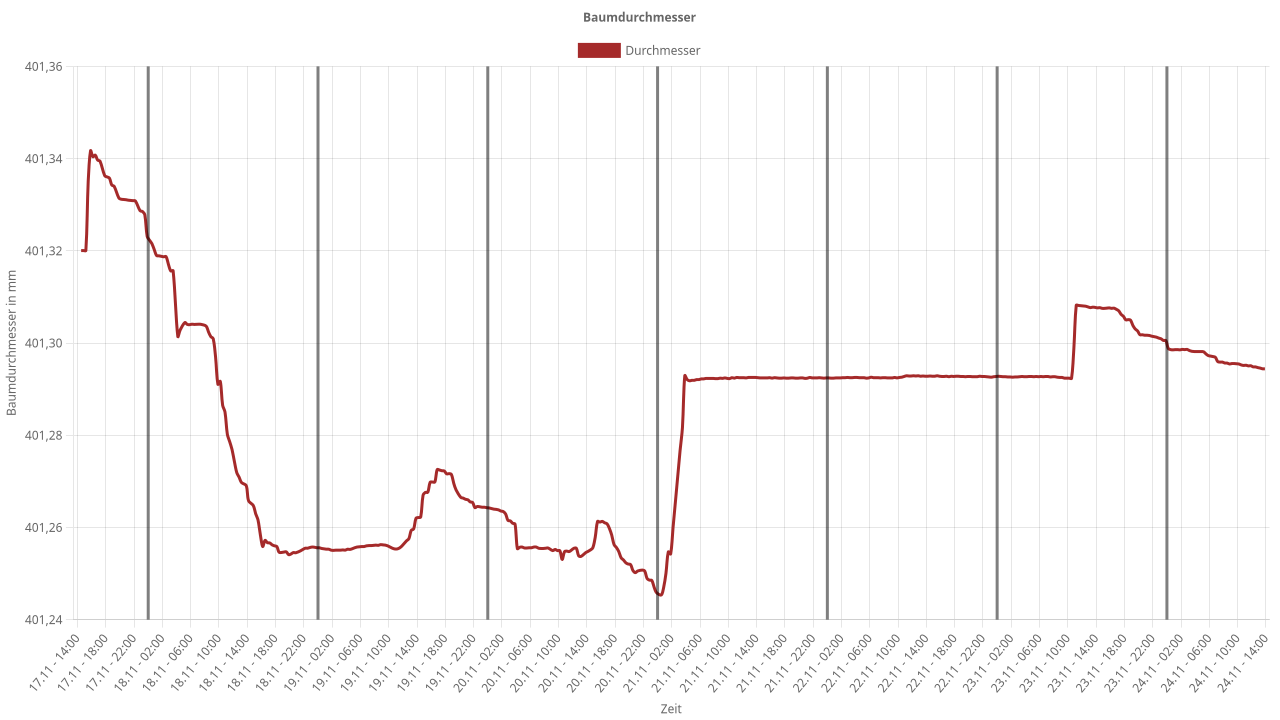 Baumdurchmesser
Durchmesser
401,36
401,34
401,32
401,30
401,28
401,26
401,24
Baumdurchmesser in mm
17.11 - 14:00
17.11 - 18:00
17.11 - 22:00
18.11 - 02:00
18.11 - 06:00
18.11 - 10:00
18.11 - 14:00
18.11 - 18:00
18.11 - 22:00
19.11 - 02:00
19.11 - 06:00
19.11 - 10:00
19.11 - 14:00
19.11 - 18:00
19.11 - 22:00
20.11 - 02:00
20.11 - 06:00
20.11 - 10:00
20.11 - 14:00
20.11 - 18:00
20.11 - 22:00
21.11 - 02:00
21.11 - 06:00
21.11 - 10:00
21.11 - 14:00
21.11 - 18:00
21.11 - 22:00
22.11 - 02:00
22.11 - 06:00
22.11 - 10:00
22.11 - 14:00
22.11 - 18:00
22.11 - 22:00
23.11 - 02:00
23.11 - 06:00
23.11 - 10:00
23.11 - 14:00
23.11 - 18:00
23.11 - 22:00
24.11 - 02:00
24.11 - 06:00
24.11 - 10:00
24.11 - 14:00
Zeit